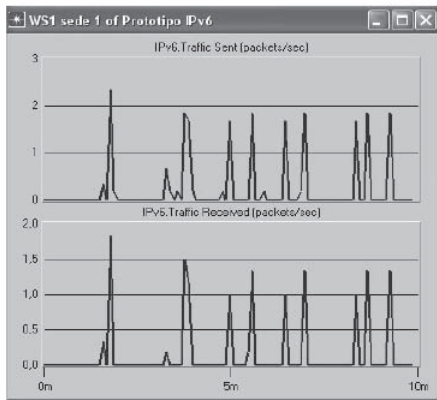 WS1 sede 1 of Prototipo IPv6
IPv6.Traffic Sent (packets/sec)
3
2
1
0
IPv6.Traffic Received (packets/sec)
2,0
1,5
1,0
0,5
0,0
0m 5m 10m